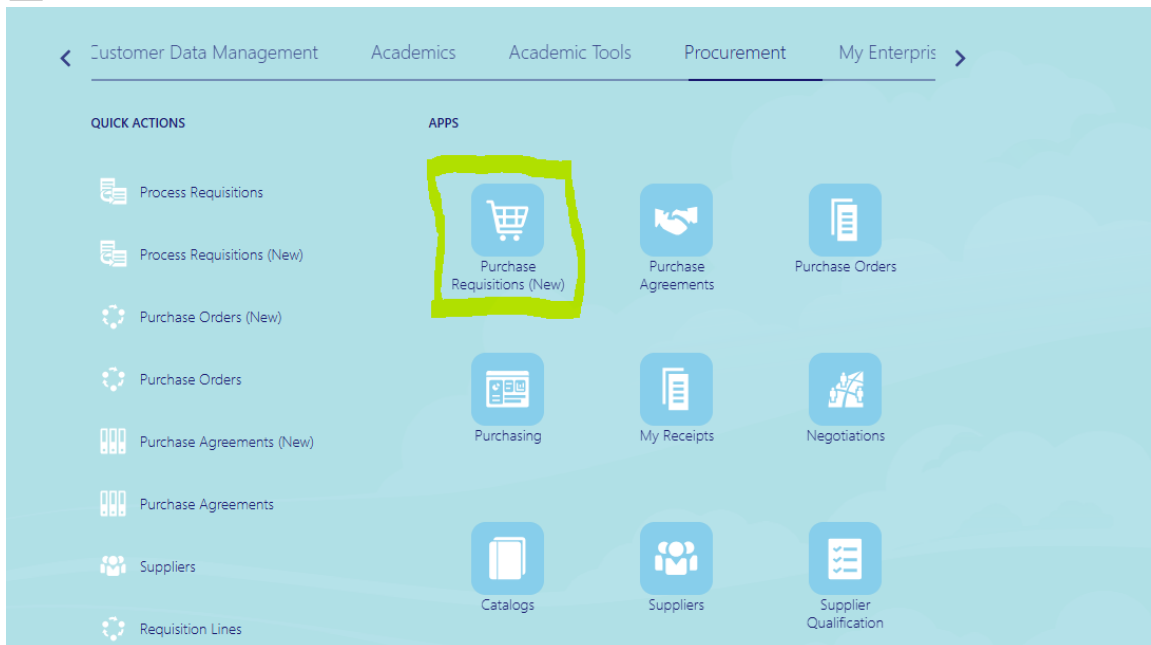 Customer Data Management Academics Academic Tools Procurement My Enterpris
QUICK ACTIONS
Process Requisitions
Process Requisitions (New)
Purchase Orders (New)
Purchase Orders
Purchase Agreements (New)
Purchase Agreements
Suppliers
Requisition Lines
APPS
Purchase
Requisitions (New)
Purchase
Agreements
Purchase Orders
Purchasing
My Receipts
Negotiations
Catalogs
Suppliers
Supplier
Qualification